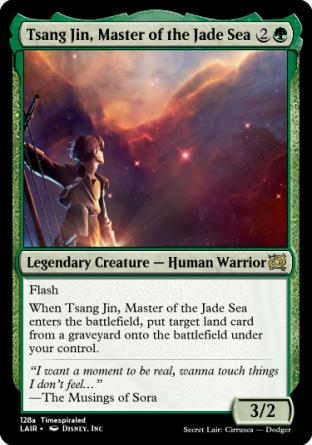 Tsang Jin, Master of the Jade Sea 2
Legendary Creature — Human Warrior
Flash
When Tsang Jin, Master of the Jade Sea
enters the battlefield, put target land card
from a graveyard onto the battlefield under
your control.
“I want a moment to be real, wanna touch things
I don’t feel…”
—The Musings of Sora
3/2
128a Timespiraled
LAIR • Disney, Inc
Secret Lair: Cirrusea — Dodger